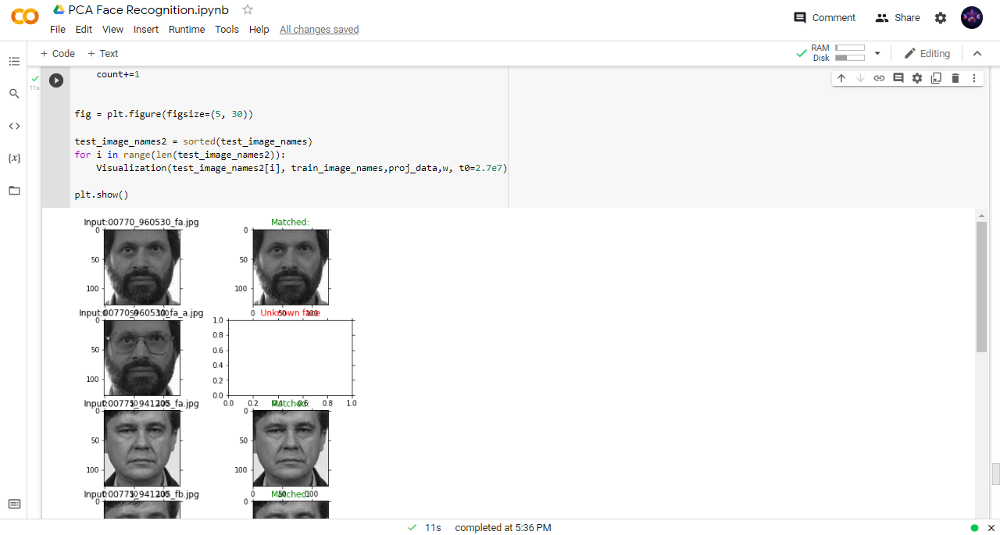 PCA Face Recognition.ipynb
File Edit View Insert Runtime Tools Help All changes saved
Comment Share
+ Code + Text
RAM
Disk
Editing
11s
count+=1
fig = plt.figure(figsize=(5, 30))
test_image_names2 = sorted(test_image_names)
for i in range(len(test_image_names2)):
Visualization(test_image_names2[i], train_image_names,proj_data,w, t0=2.7e7)
plt.show()
Input:00770_960530_fa.jpg Matched:
0 0
50 50
100 100
0 50 100
Input:00770_960530_fa_a.jpg Unknown face
0 1.0
0.8
50 0.6
0.4
100 0.2
0.0
0.0 0.2 0.4 0.6 0.8 1.0
Input:00775_941205_fa.jpg Matched:
0 0
50 50
100 100
0 50 100
Input:00775_941205_fb.jpg Matched:
0 0
11s completed at 5:36 PM